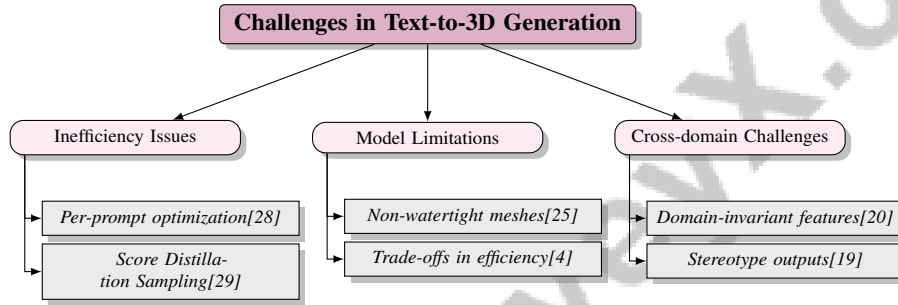 Challenges in Text-to-3D Generation
Inefficiency Issues
Model Limitations
Cross-domain Challenges
Per-prompt optimization[28]
Score Distilla-
tion Sampling[29]
Non-watertight meshes[25]
Trade-offs in efficiency[4]
Domain-invariant features[20]
Stereotype outputs[19]